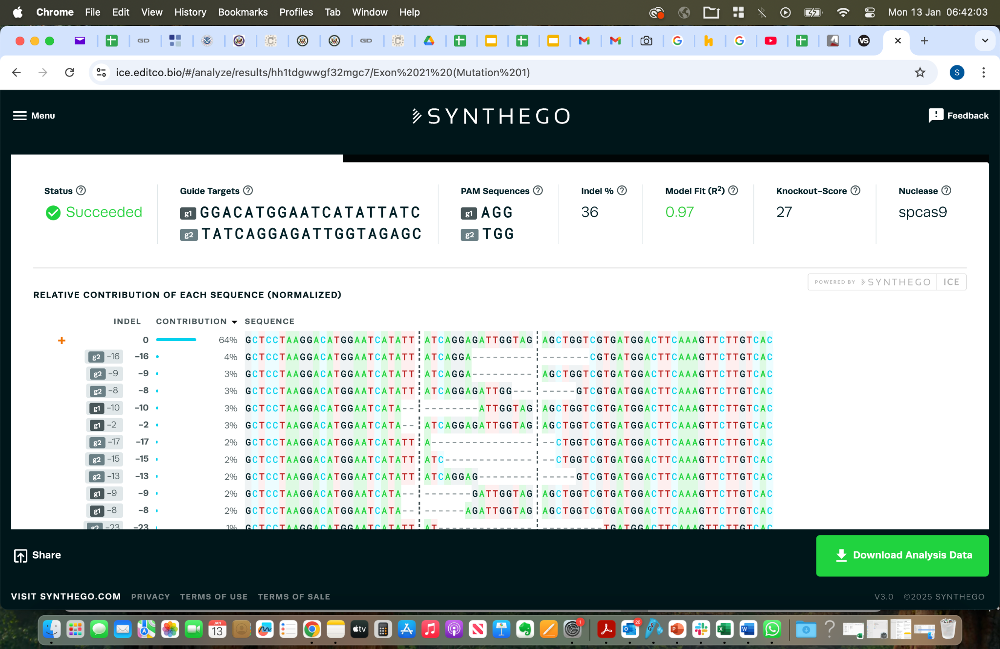 Chrome File Edit View History Bookmarks Profiles Tab Window Help Mon 13 Jan 06:42:03
GD GD VS
ice.editco.bio/#/analyze/results/hh1tdgwwgf32mgc7/Exon%2021%20(Mutation%201) S
Menu SYNTHEGO Feedback
Status Guide Targets PAM Sequences Indel % Model Fit (R²) Knockout-Score Nuclease
Succeeded g1 GGACATGGAATCATATTATC g1 AGG 36 0.97 27 spcas9
g2 TATCAGGAGATTGGTAGAGC g2 TGG
POWERED BY SYNTHEGO ICE
RELATIVE CONTRIBUTION OF EACH SEQUENCE (NORMALIZED)
INDEL CONTRIBUTION SEQUENCE
+ 0 64% GCTCCTAAGGACATGGAATCATATT ATCAGGAGATTGGTAG AGCTGGTCGTGATGGACTTCAAAGTTCTTGTCAC
g2 -16 -16 4% GCTCCTAAGGACATGGAATCATATT ATCAGGA--------- -------CGTGATGGACTTCAAAGTTCTTGTCAC
g2 -9 -9 3% GCTCCTAAGGACATGGAATCATATT ATCAGGA--------- AGCTGGTCGTGATGGACTTCAAAGTTCTTGTCAC
g2 -8 -8 3% GCTCCTAAGGACATGGAATCATATT ATCAGGAGATTGG--- -----GTCGTGATGGACTTCAAAGTTCTTGTCAC
g1 -10 -10 3% GCTCCTAAGGACATGGAATCATA-- --------ATTGGTAG AGCTGGTCGTGATGGACTTCAAAGTTCTTGTCAC
g1 -2 -2 3% GCTCCTAAGGACATGGAATCATA-- ATCAGGAGATTGGTAG AGCTGGTCGTGATGGACTTCAAAGTTCTTGTCAC
g2 -17 -17 2% GCTCCTAAGGACATGGAATCATATT A--------------- --CTGGTCGTGATGGACTTCAAAGTTCTTGTCAC
g2 -15 -15 2% GCTCCTAAGGACATGGAATCATATT ATC------------- --CTGGTCGTGATGGACTTCAAAGTTCTTGTCAC
g2 -13 -13 2% GCTCCTAAGGACATGGAATCATATT ATCAGGAG-------- -----GTCGTGATGGACTTCAAAGTTCTTGTCAC
g1 -9 -9 2% GCTCCTAAGGACATGGAATCATA-- -------GATTGGTAG AGCTGGTCGTGATGGACTTCAAAGTTCTTGTCAC
g1 -8 -8 2% GCTCCTAAGGACATGGAATCATA-- ------AGATTGGTAG AGCTGGTCGTGATGGACTTCAAAGTTCTTGTCAC
g2 -23 -23 1% GCTCCTAAGGACATGGAATCATATT AT-------------- ---------TGATGGACTTCAAAGTTCTTGTCAC
Share Download Analysis Data
VISIT SYNTHEGO.COM PRIVACY TERMS OF USE TERMS OF SALE V3.0 ©2025 SYNTHEGO
JAN 13 tv 1 26